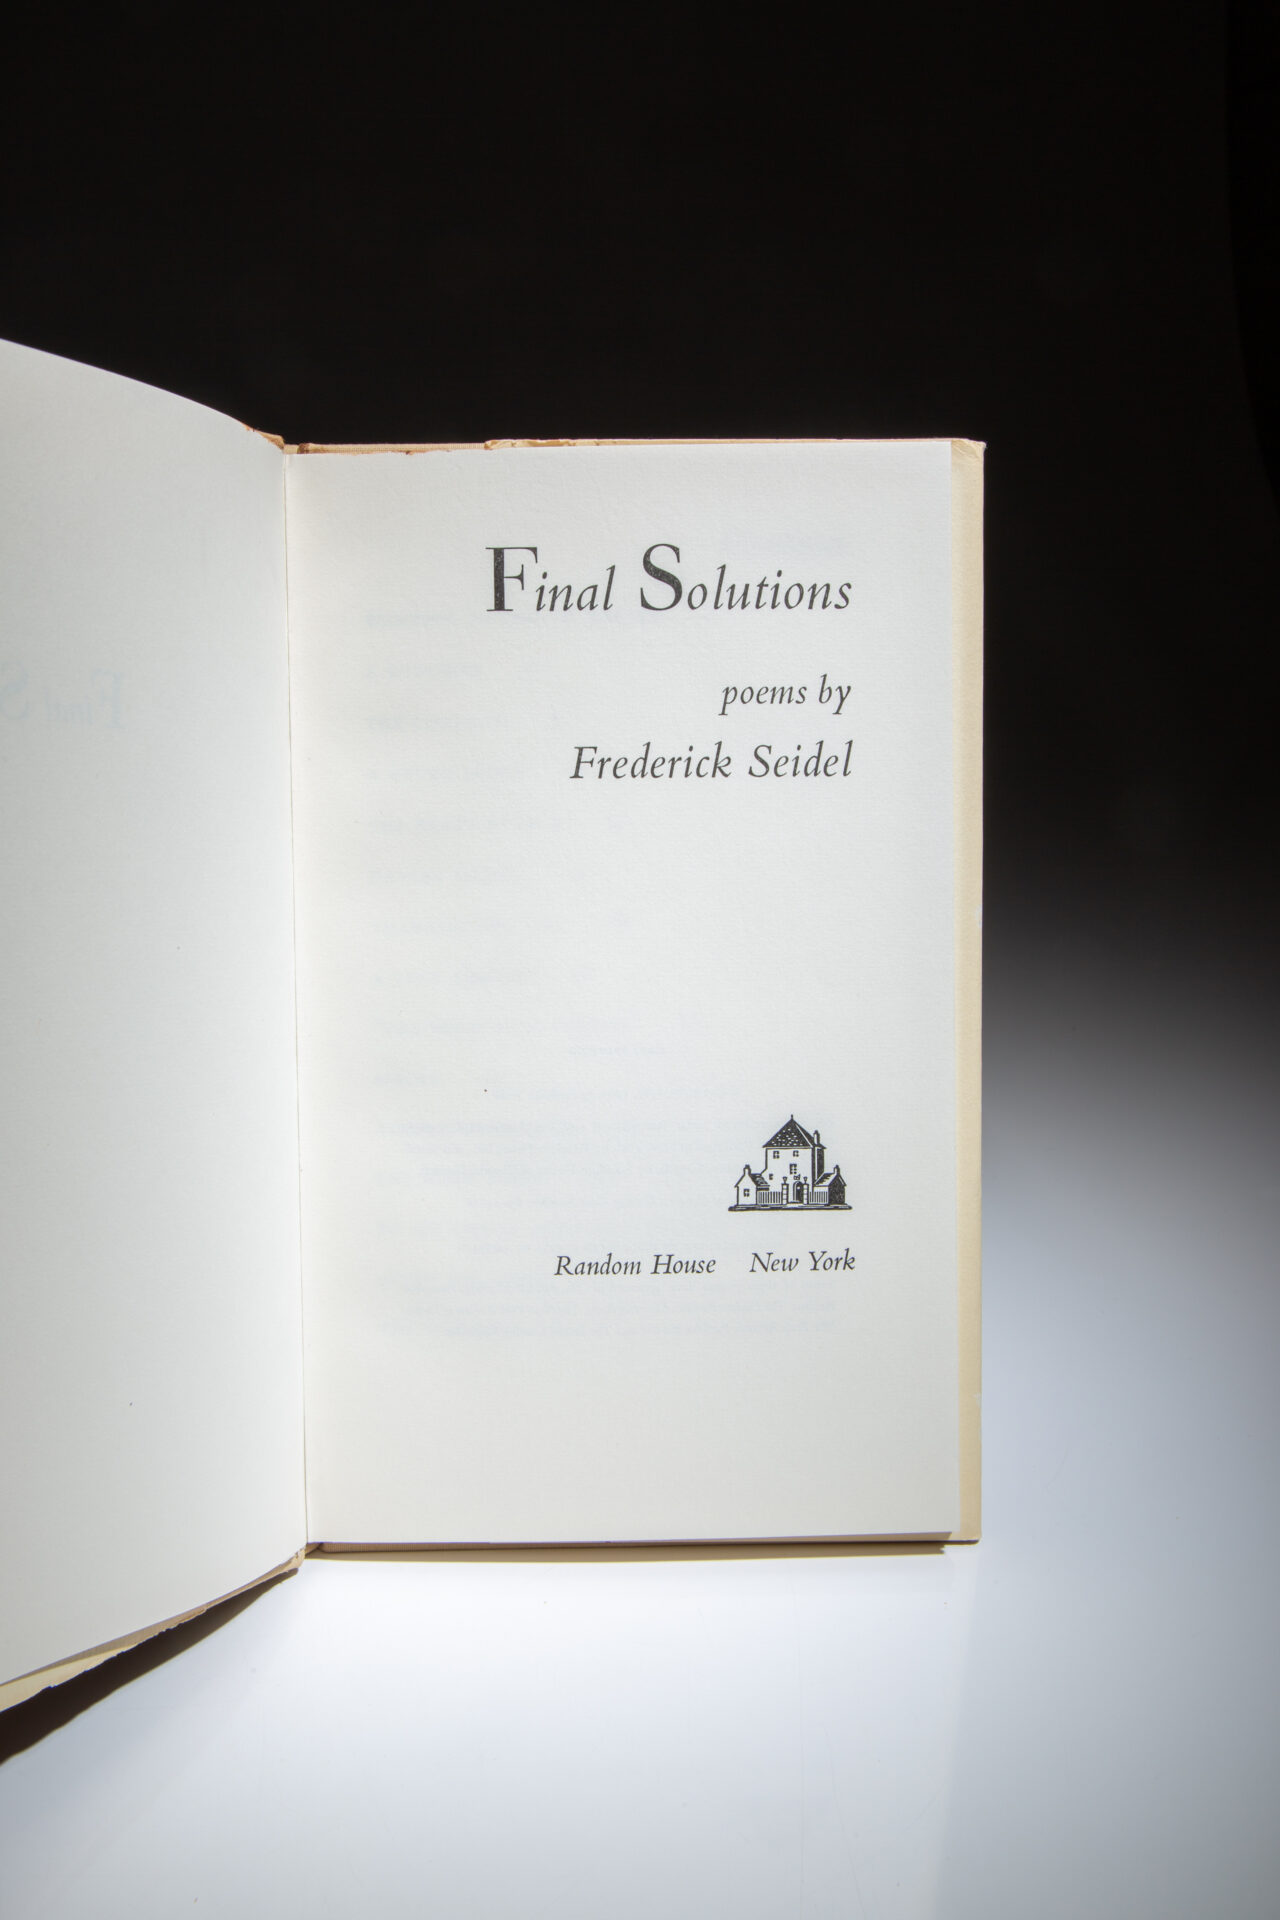 Final Solutions
poems by
Frederick Seidel
Random House New York